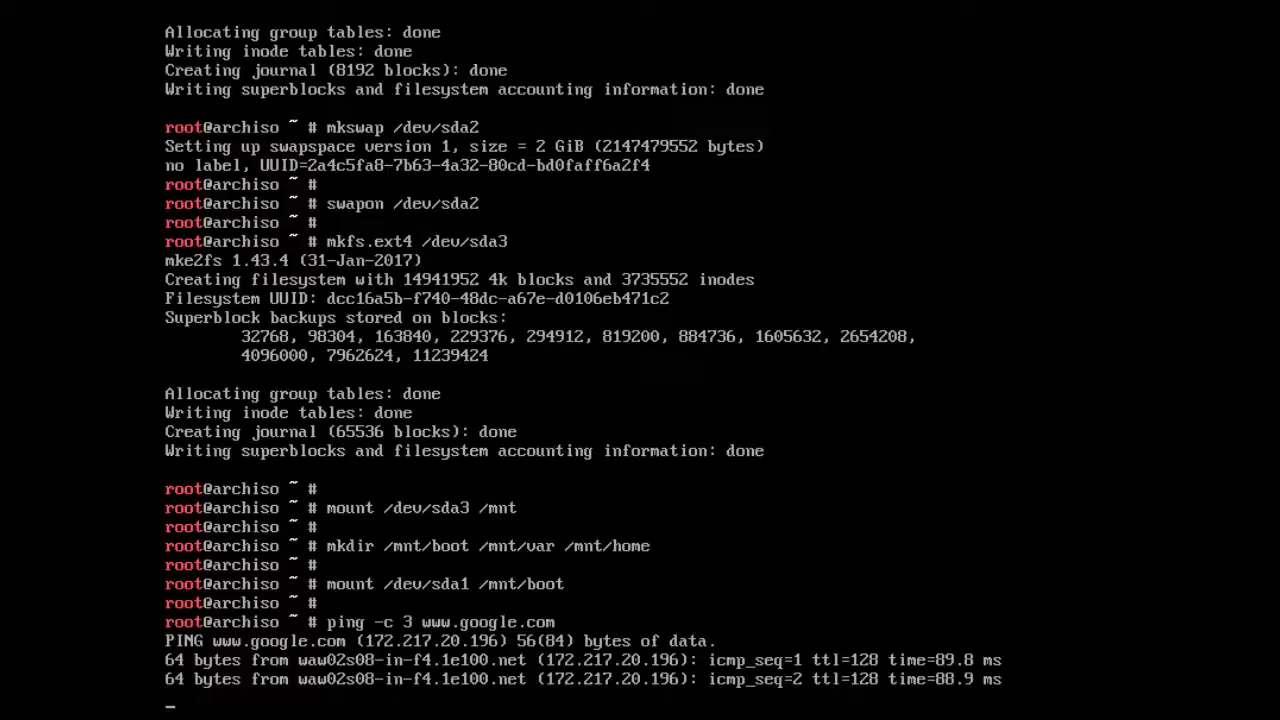 Allocating group tables: done
Writing inode tables: done
Creating journal (8192 blocks): done
Writing superblocks and filesystem accounting information: done
root@archiso ~ # mkswap /dev/sda2
Setting up swapspace version 1, size = 2 GiB (2147479552 bytes)
no label, UUID=2a4c5fa8-7b63-4a32-80cd-bd0faff6a2f4
root@archiso ~ #
root@archiso ~ # swapon /dev/sda2
root@archiso ~ #
root@archiso ~ # mkfs.ext4 /dev/sda3
mke2fs 1.43.4 (31-Jan-2017)
Creating filesystem with 14941952 4k blocks and 3735552 inodes
Filesystem UUID: dcc16a5b-f740-48dc-a67e-d0106eb471c2
Superblock backups stored on blocks:
32768, 98304, 163840, 229376, 294912, 819200, 884736, 1605632, 2654208,
4096000, 7962624, 11239424
Allocating group tables: done
Writing inode tables: done
Creating journal (65536 blocks): done
Writing superblocks and filesystem accounting information: done
root@archiso ~ #
root@archiso ~ # mount /dev/sda3 /mnt
root@archiso ~ #
root@archiso ~ # mkdir /mnt/boot /mnt/var /mnt/home
root@archiso ~ #
root@archiso ~ # mount /dev/sda1 /mnt/boot
root@archiso ~ #
root@archiso ~ # ping -c 3 www.google.com
PING www.google.com (172.217.20.196) 56(84) bytes of data.
64 bytes from waw02s08-in-f4.1e100.net (172.217.20.196): icmp_seq=1 ttl=128 time=89.8 ms
64 bytes from waw02s08-in-f4.1e100.net (172.217.20.196): icmp_seq=2 ttl=128 time=88.9 ms